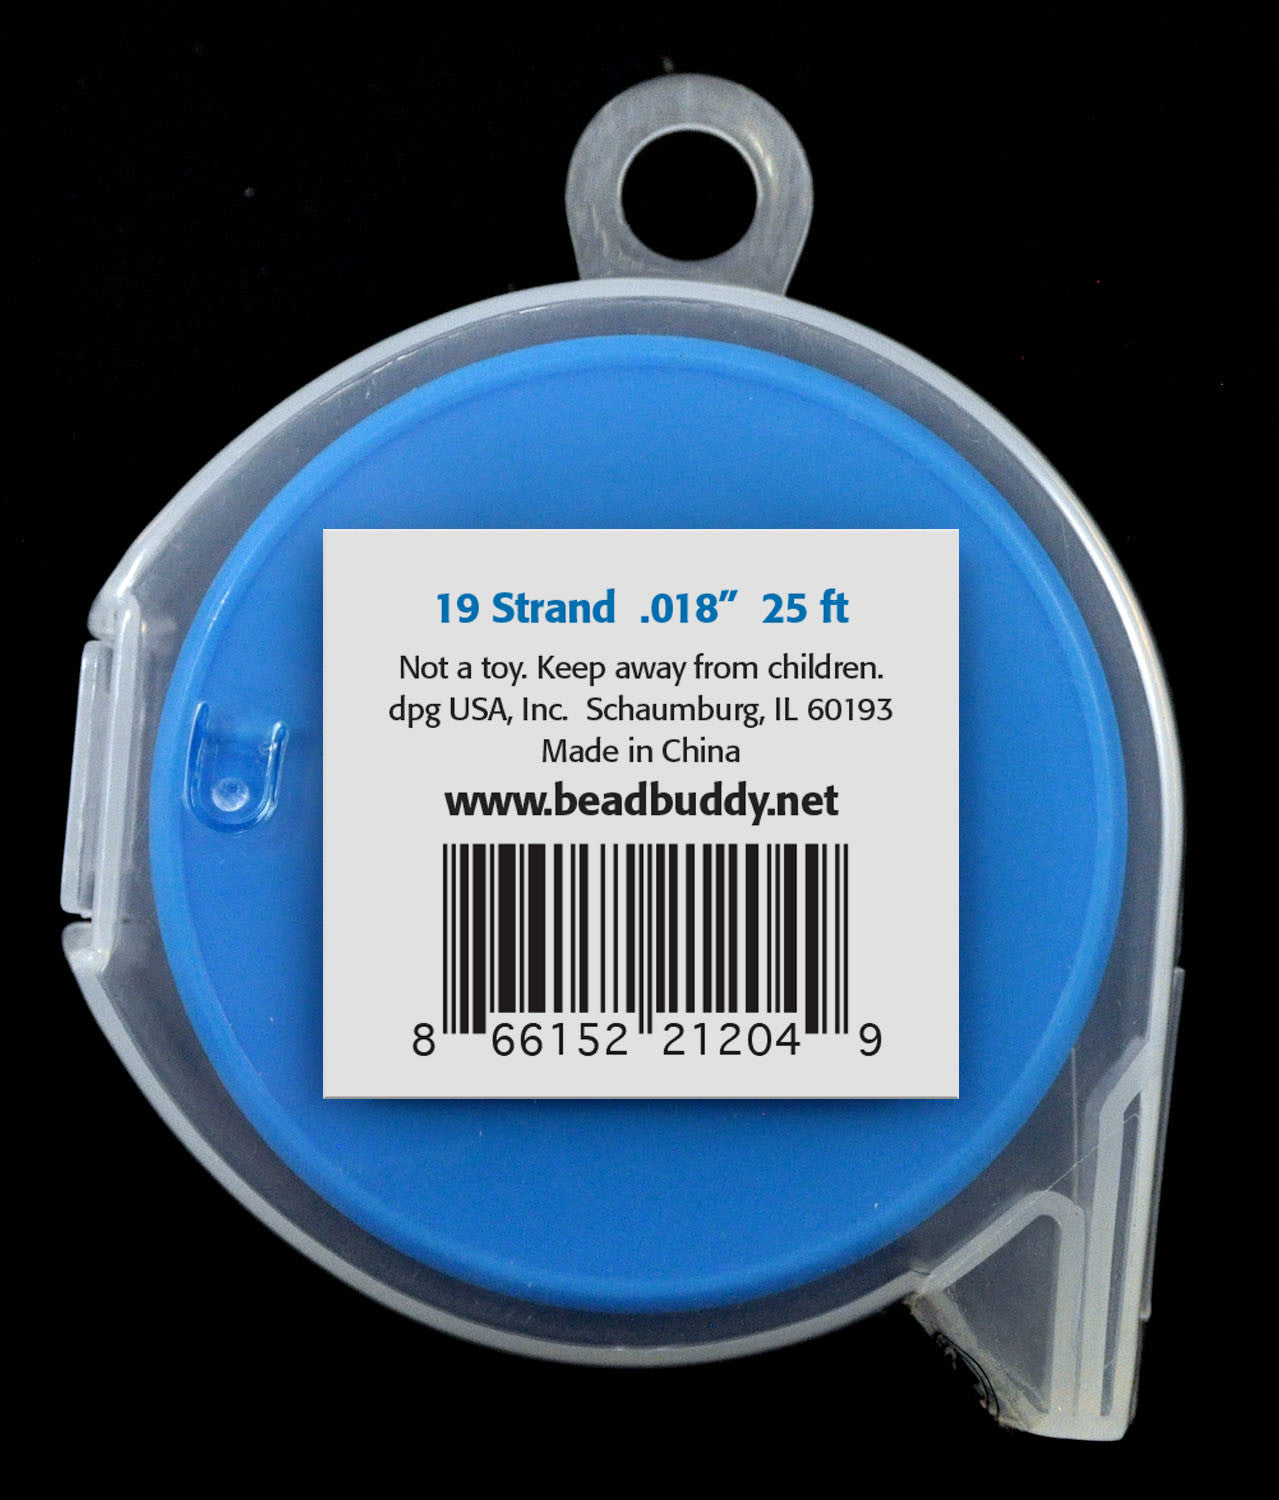 19 Strand .018” 25 ft
Not a toy. Keep away from children.
dpg USA, Inc. Schaumburg, IL 60193
Made in China
www.beadbuddy.net
8 66152 21204 9